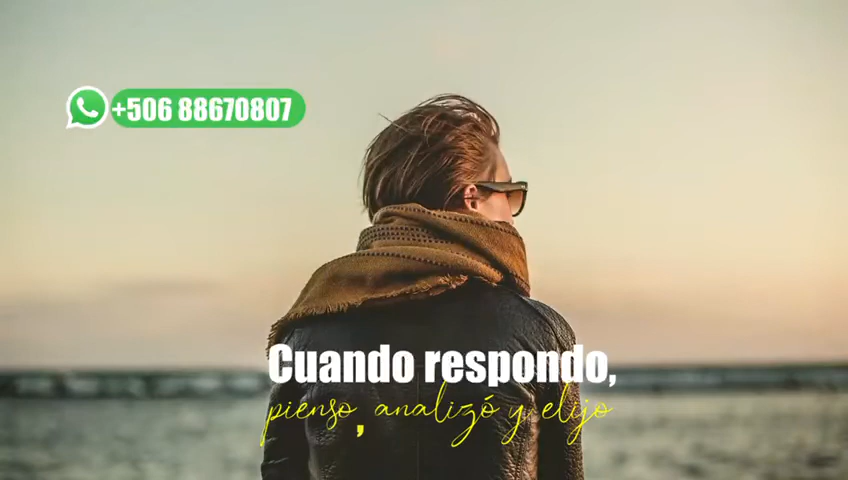 +506 88670807
Cuando respondo,
pienso, analizó y elijo